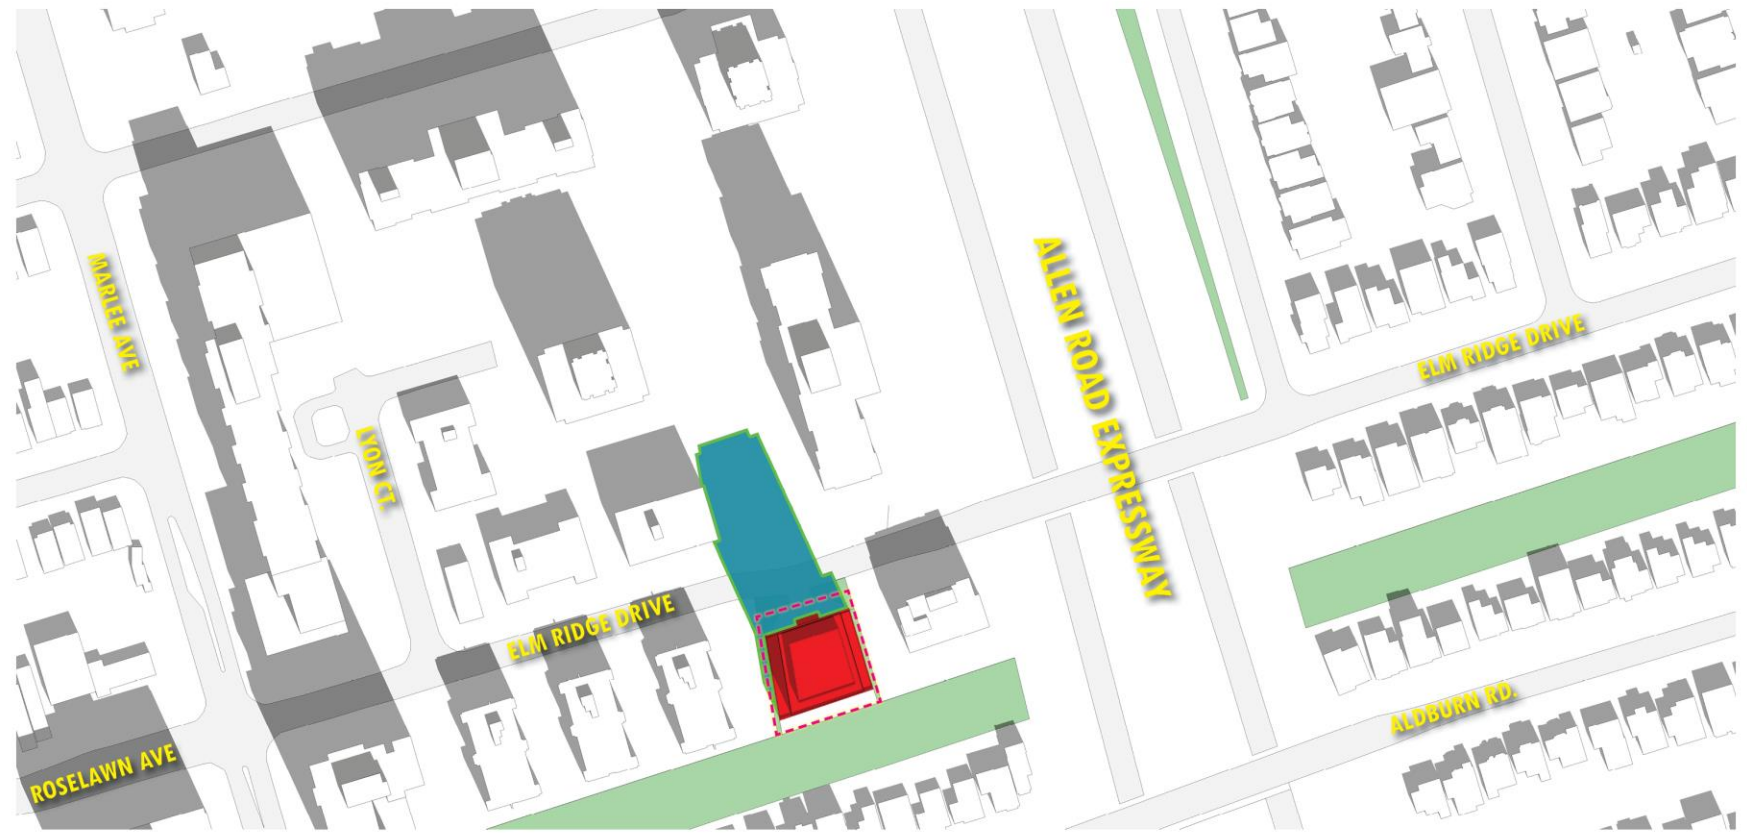 MARLEE AVE
ALLEN ROAD EXPRESSWAY
ELM RIDGE DRIVE
LYON CT.
ELM RIDGE DRIVE
ALDBURN RD.
ROSELAWN AVE